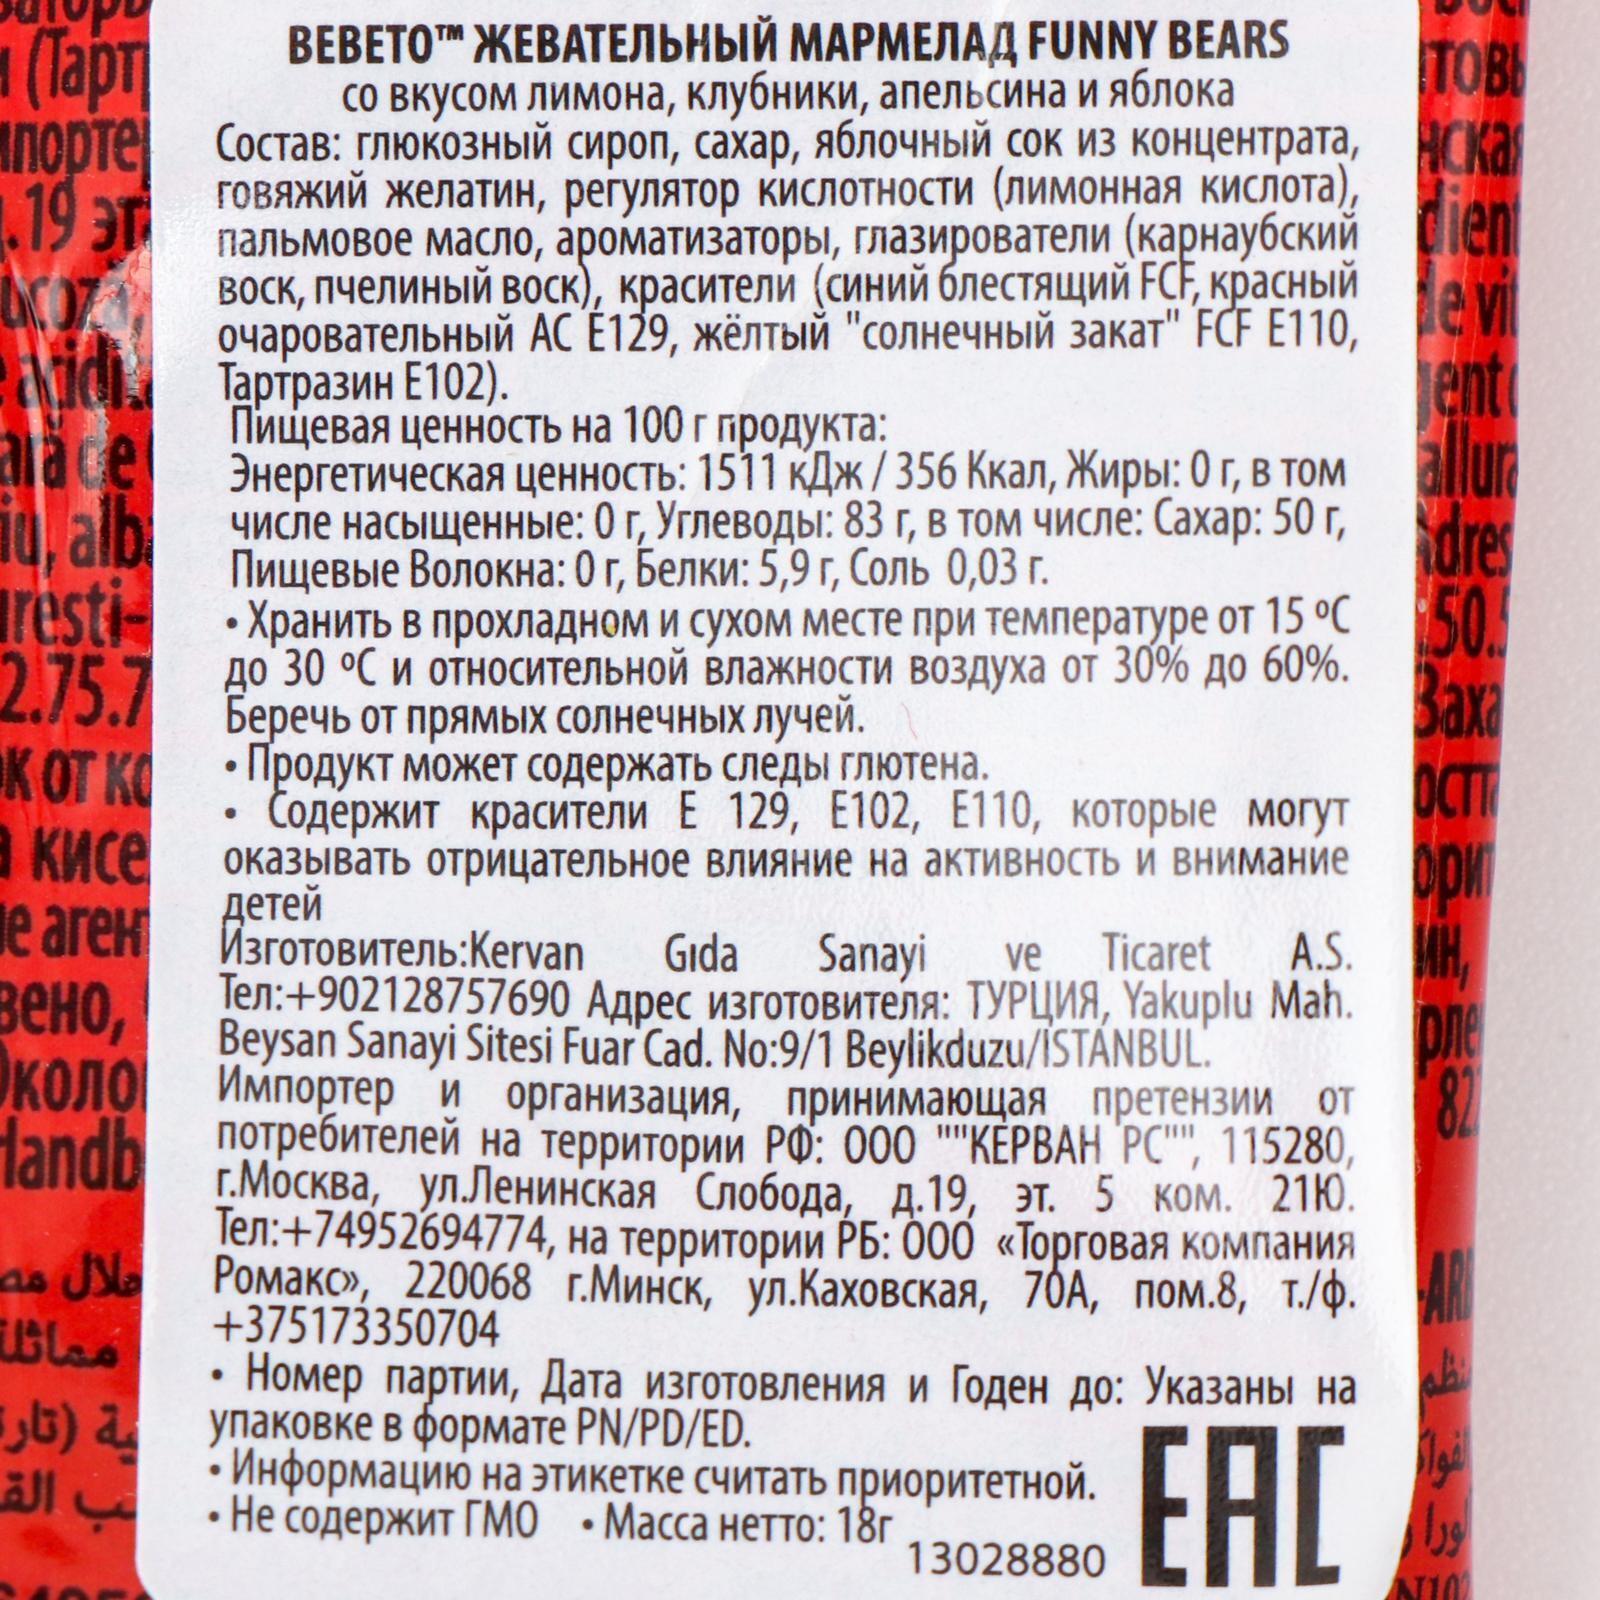 BEBETO™ ЖЕВАТЕЛЬНЫЙ МАРМЕЛАД FUNNY BEARS
со вкусом лимона, клубники, апельсина и яблока
Состав: глюкозный сироп, сахар, яблочный сок из концентрата,
говяжий желатин, регулятор кислотности (лимонная кислота),
пальмовое масло, ароматизаторы, глазирователи (карнаубский
воск, пчелиный воск), красители (синий блестящий FCF, красный
очаровательный AC E129, жёлтый "солнечный закат" FCF E110,
Тартразин E102).
Пищевая ценность на 100 г продукта:
Энергетическая ценность: 1511 кДж / 356 Ккал, Жиры: 0 г, в том
числе насыщенные: 0 г, Углеводы: 83 г, в том числе: Сахар: 50 г,
Пищевые Волокна: 0 г, Белки: 5,9 г, Соль 0,03 г.
• Хранить в прохладном и сухом месте при температуре от 15 ºC
до 30 ºC и относительной влажности воздуха от 30% до 60%.
Беречь от прямых солнечных лучей.
• Продукт может содержать следы глютена.
• Содержит красители Е 129, Е102, Е110, которые могут
оказывать отрицательное влияние на активность и внимание
детей
Изготовитель:Kervan Gıda Sanayi ve Ticaret A.S.
Тел:+902128757690 Адрес изготовителя: ТУРЦИЯ, Yakuplu Mah.
Beysan Sanayi Sitesi Fuar Cad. No:9/1 Beylikduzu/ISTANBUL.
Импортер и организация, принимающая претензии от
потребителей на территории РФ: ООО ""КЕРВАН РС"", 115280,
г.Москва, ул.Ленинская Слобода, д.19, эт. 5 ком. 21Ю.
Тел:+74952694774, на территории РБ: ООО «Торговая компания
Ромакс», 220068 г.Минск, ул.Каховская, 70А, пом.8, т./ф.
+375173350704
• Номер партии, Дата изготовления и Годен до: Указаны на
упаковке в формате PN/PD/ED.
• Информацию на этикетке считать приоритетной.
• Не содержит ГМО • Масса нетто: 18г
13028880
EAC